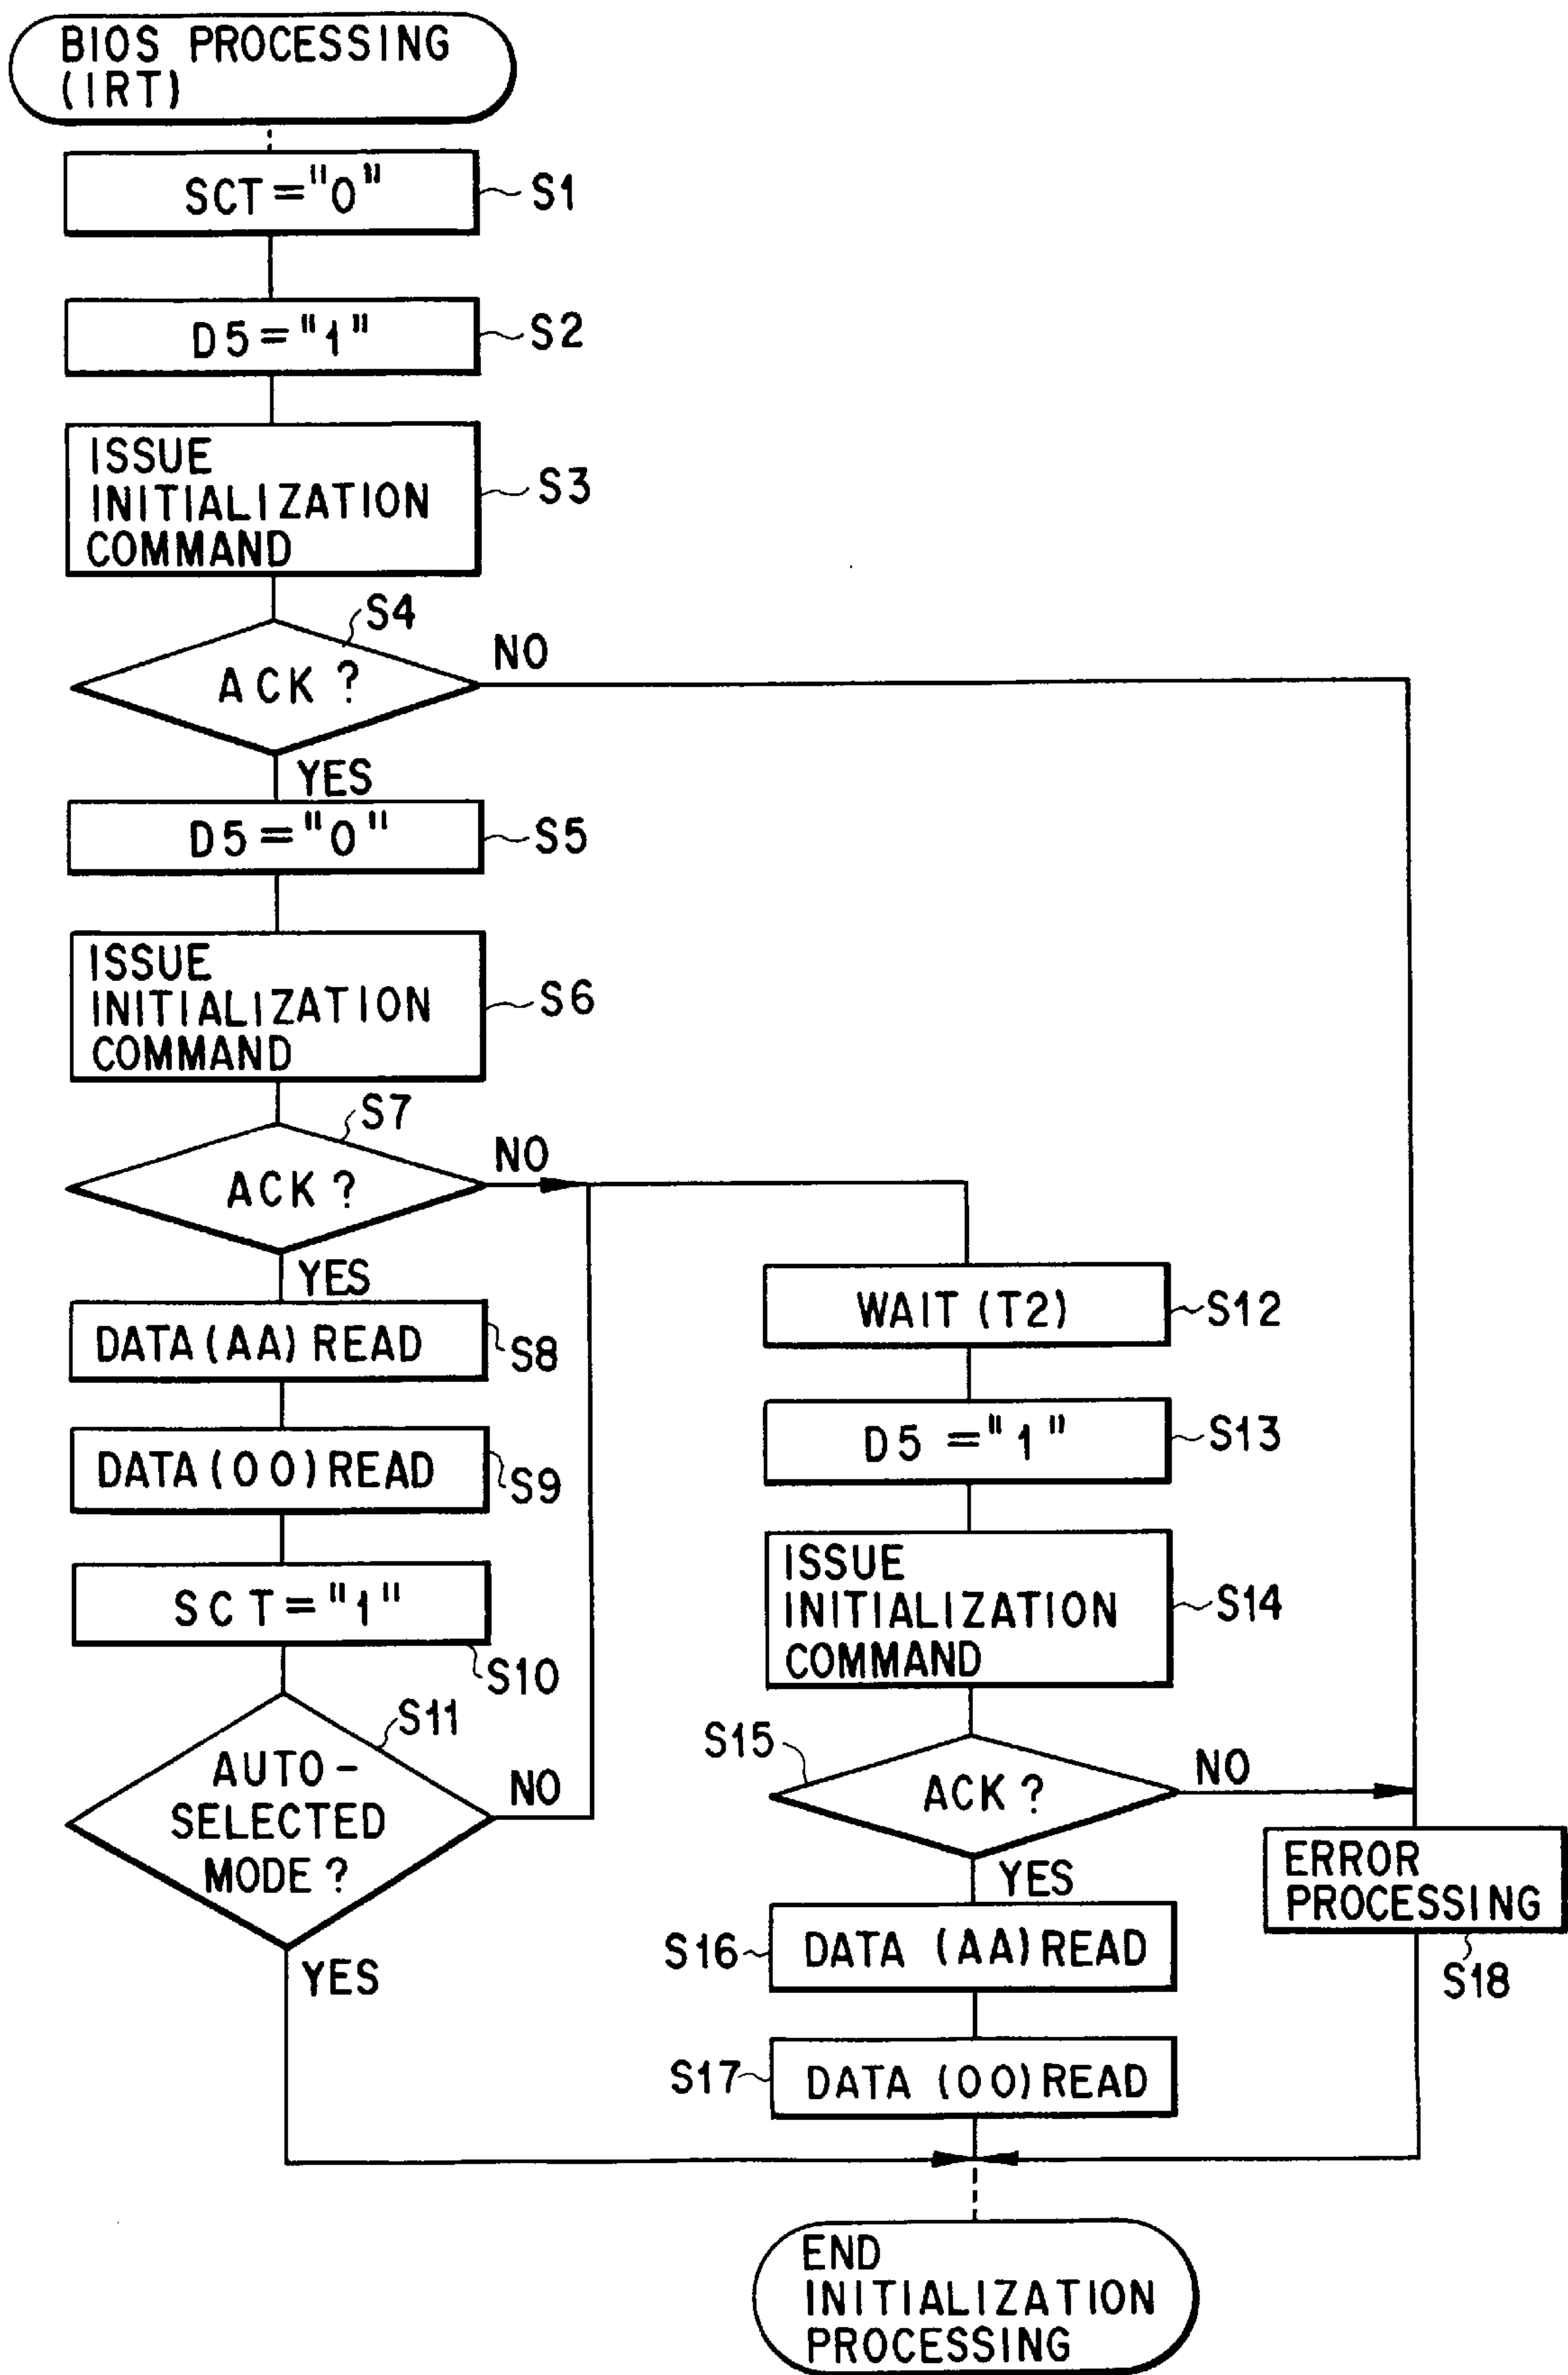 BIOS PROCESSING
(IRT)
SCT="0"
S1
D5="1"
S2
ISSUE
INITIALIZATION
COMMAND
S3
S4
ACK?
NO
YES
D5="0"
S5
ISSUE
INITIALIZATION
COMMAND
S6
S7
ACK?
NO
YES
DATA(AA) READ
S8
DATA(00)READ
S9
SCT="1"
S10
S11
AUTO-
SELECTED
MODE?
NO
YES
WAIT(T2)
S12
D5="1"
S13
ISSUE
INITIALIZATION
COMMAND
S14
S15
ACK?
NO
YES
S16
DATA (AA)READ
S17
DATA (00)READ
ERROR
PROCESSING
S18
END
INITIALIZATION
PROCESSING